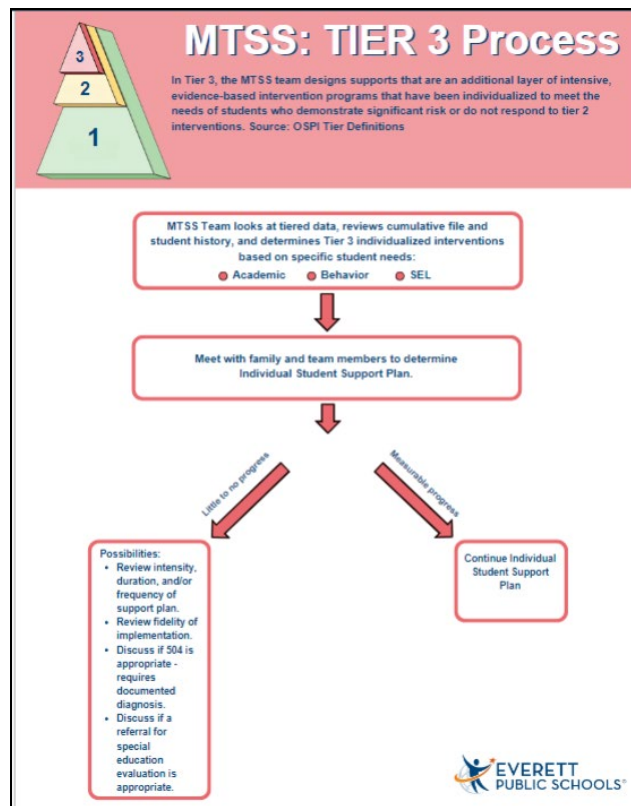 3
2
1
MTSS: TIER 3 Process
In Tier 3, the MTSS team designs supports that are an additional layer of intensive,
evidence-based intervention programs that have been individualized to meet the
needs of students who demonstrate significant risk or do not respond to tier 2
interventions. Source: OSPI Tier Definitions
MTSS Team looks at tiered data, reviews cumulative file and
student history, and determines Tier 3 individualized interventions
based on specific student needs:
Academic Behavior SEL
Meet with family and team members to determine
Individual Student Support Plan.
Little to no progress
Measurable progress
Possibilities:
• Review intensity,
duration, and/or
frequency of
support plan.
• Review fidelity of
implementation.
• Discuss if 504 is
appropriate -
requires
documented
diagnosis.
• Discuss if a
referral for
special
education
evaluation is
appropriate.
Continue Individual
Student Support
Plan
EVERETT
PUBLIC SCHOOLS®